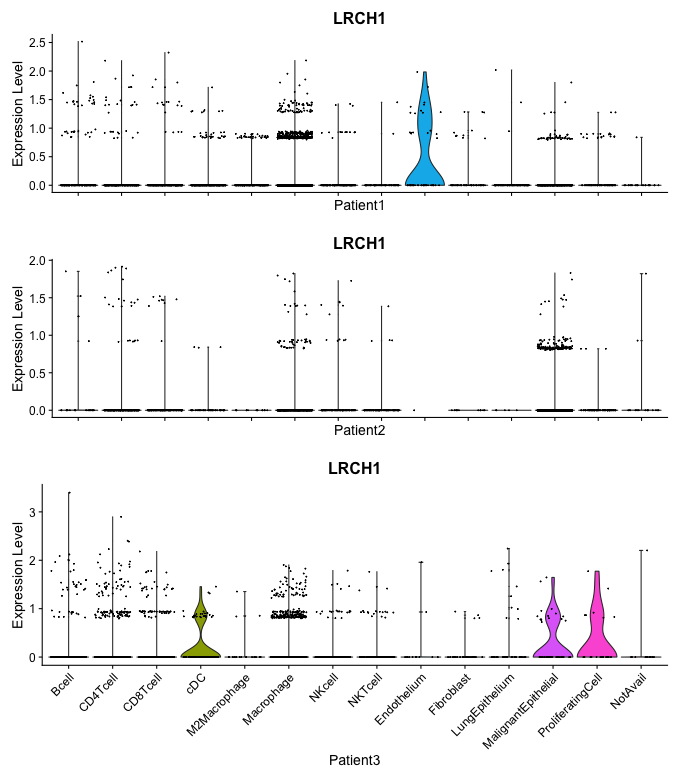 LRCH1
Expression Level
2.5
2.0
1.5
1.0
0.5
0.0
Patient1
LRCH1
Expression Level
2.0
1.5
1.0
0.5
0.0
Patient2
LRCH1
Expression Level
3
2
1
0
Bcell
CD4Tcell
CD8Tcell
cDC
M2Macrophage
Macrophage
NKcell
NKTcell
Endothelium
Fibroblast
LungEpithelium
MalignantEpithelial
ProliferatingCell
NotAvail
Patient3